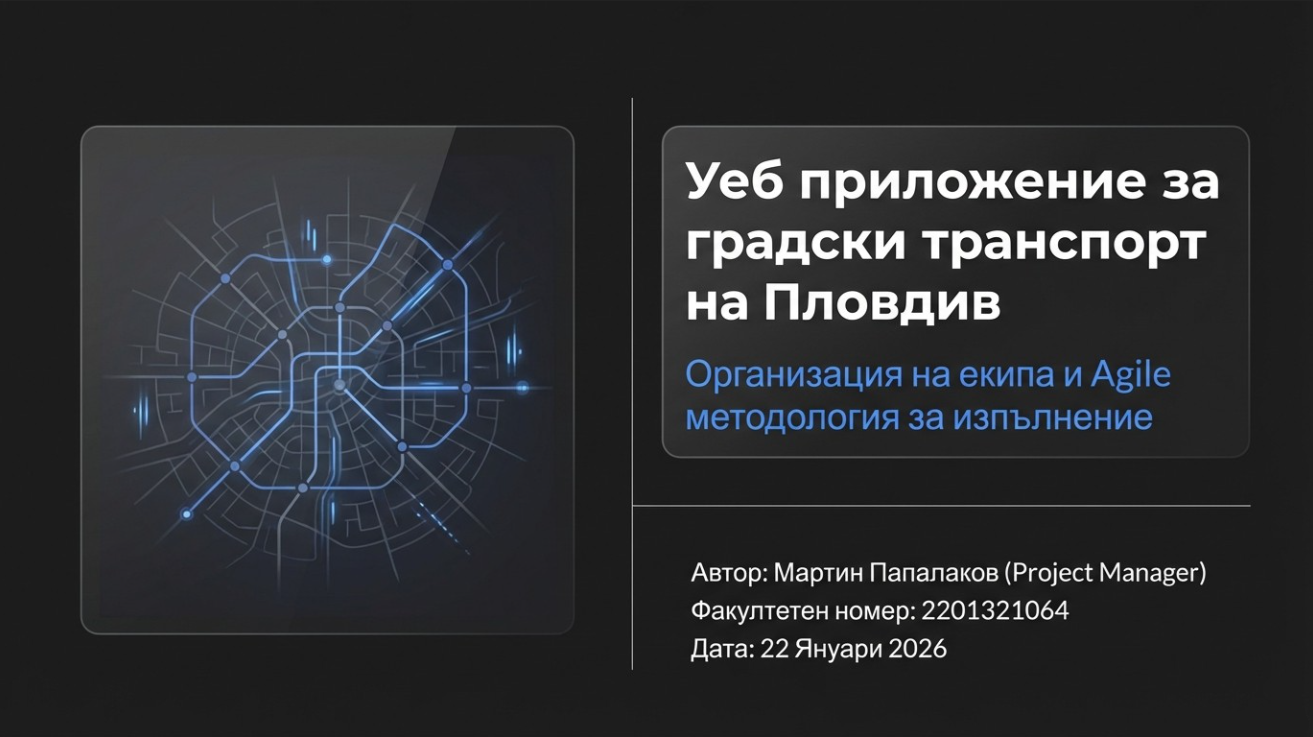 Уеб приложение за
градски транспорт
на Пловдив
Организация на екипа и Agile
методология за изпълнение
Автор: Мартин Папалаков (Project Manager)
Факултетен номер: 2201321064
Дата: 22 Януари 2026